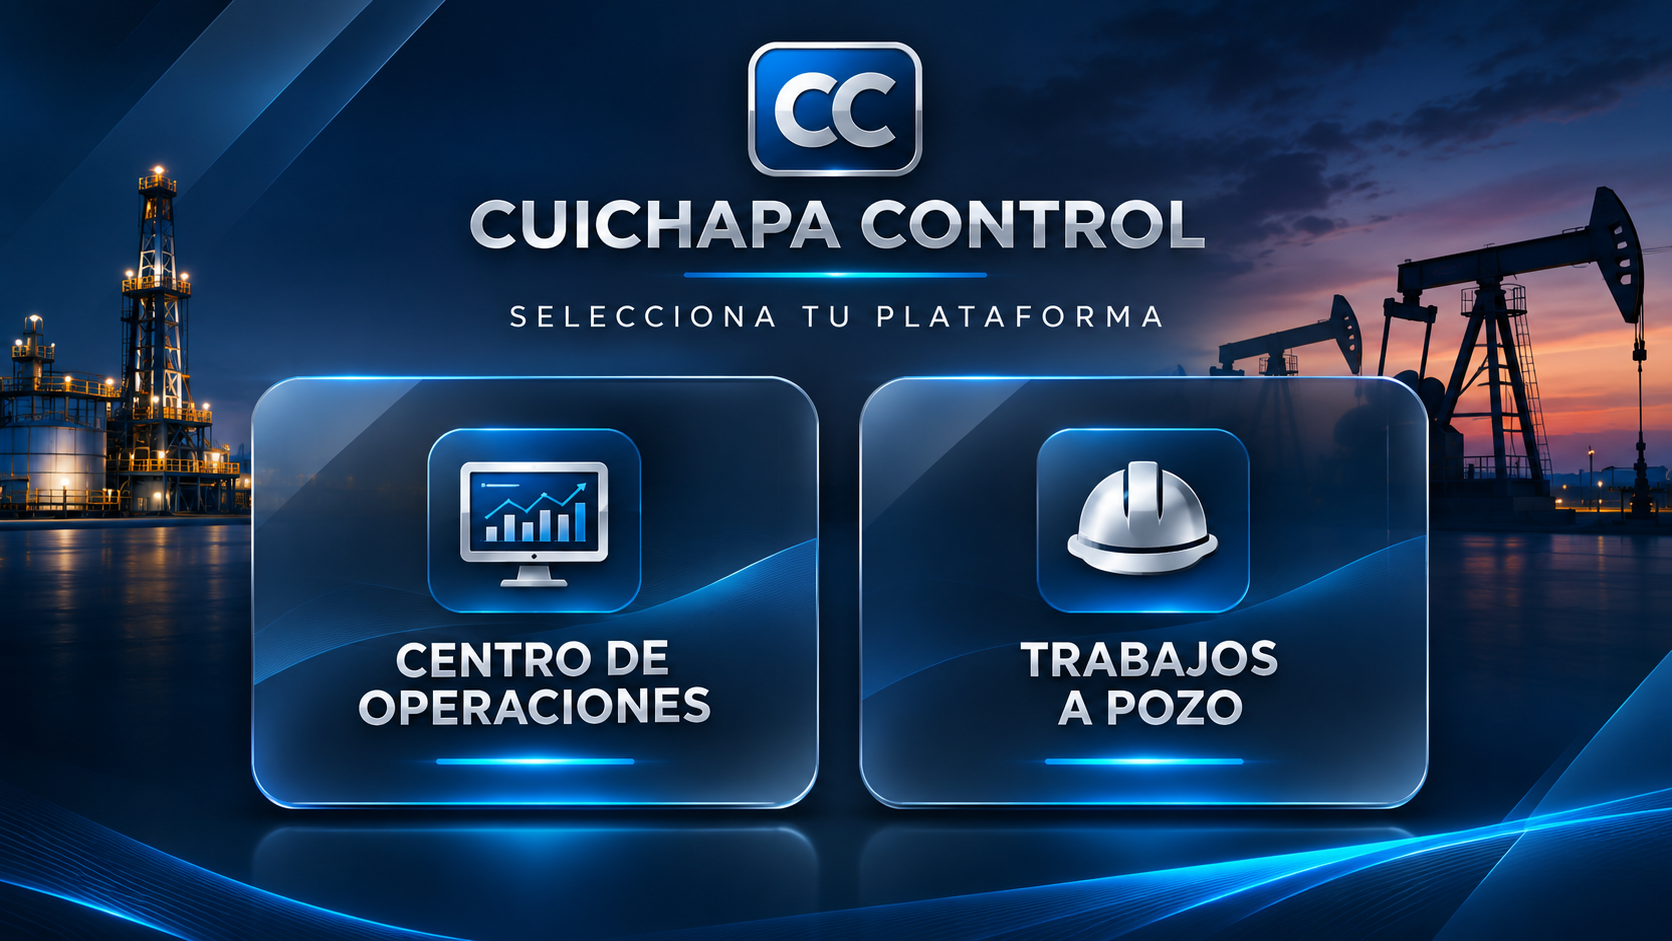 CC
CUICHAPA CONTROL
SELECCIONA TU PLATAFORMA
CENTRO DE
OPERACIONES
TRABAJOS
A POZO